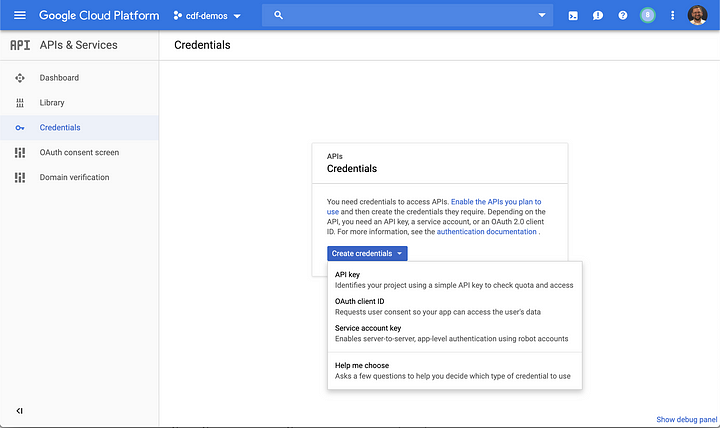 Google Cloud Platform
cdf-demos
8
API APIs & Services
Credentials
Dashboard
Library
Credentials
OAuth consent screen
Domain verification
APIs
Credentials
You need credentials to access APIs. Enable the APIs you plan to
use and then create the credentials they require. Depending on the
API, you need an API key, a service account, or an OAuth 2.0 client
ID. For more information, see the authentication documentation .
Create credentials
API key
Identifies your project using a simple API key to check quota and access
OAuth client ID
Requests user consent so your app can access the user's data
Service account key
Enables server-to-server, app-level authentication using robot accounts
Help me choose
Asks a few questions to help you decide which type of credential to use
Show debug panel